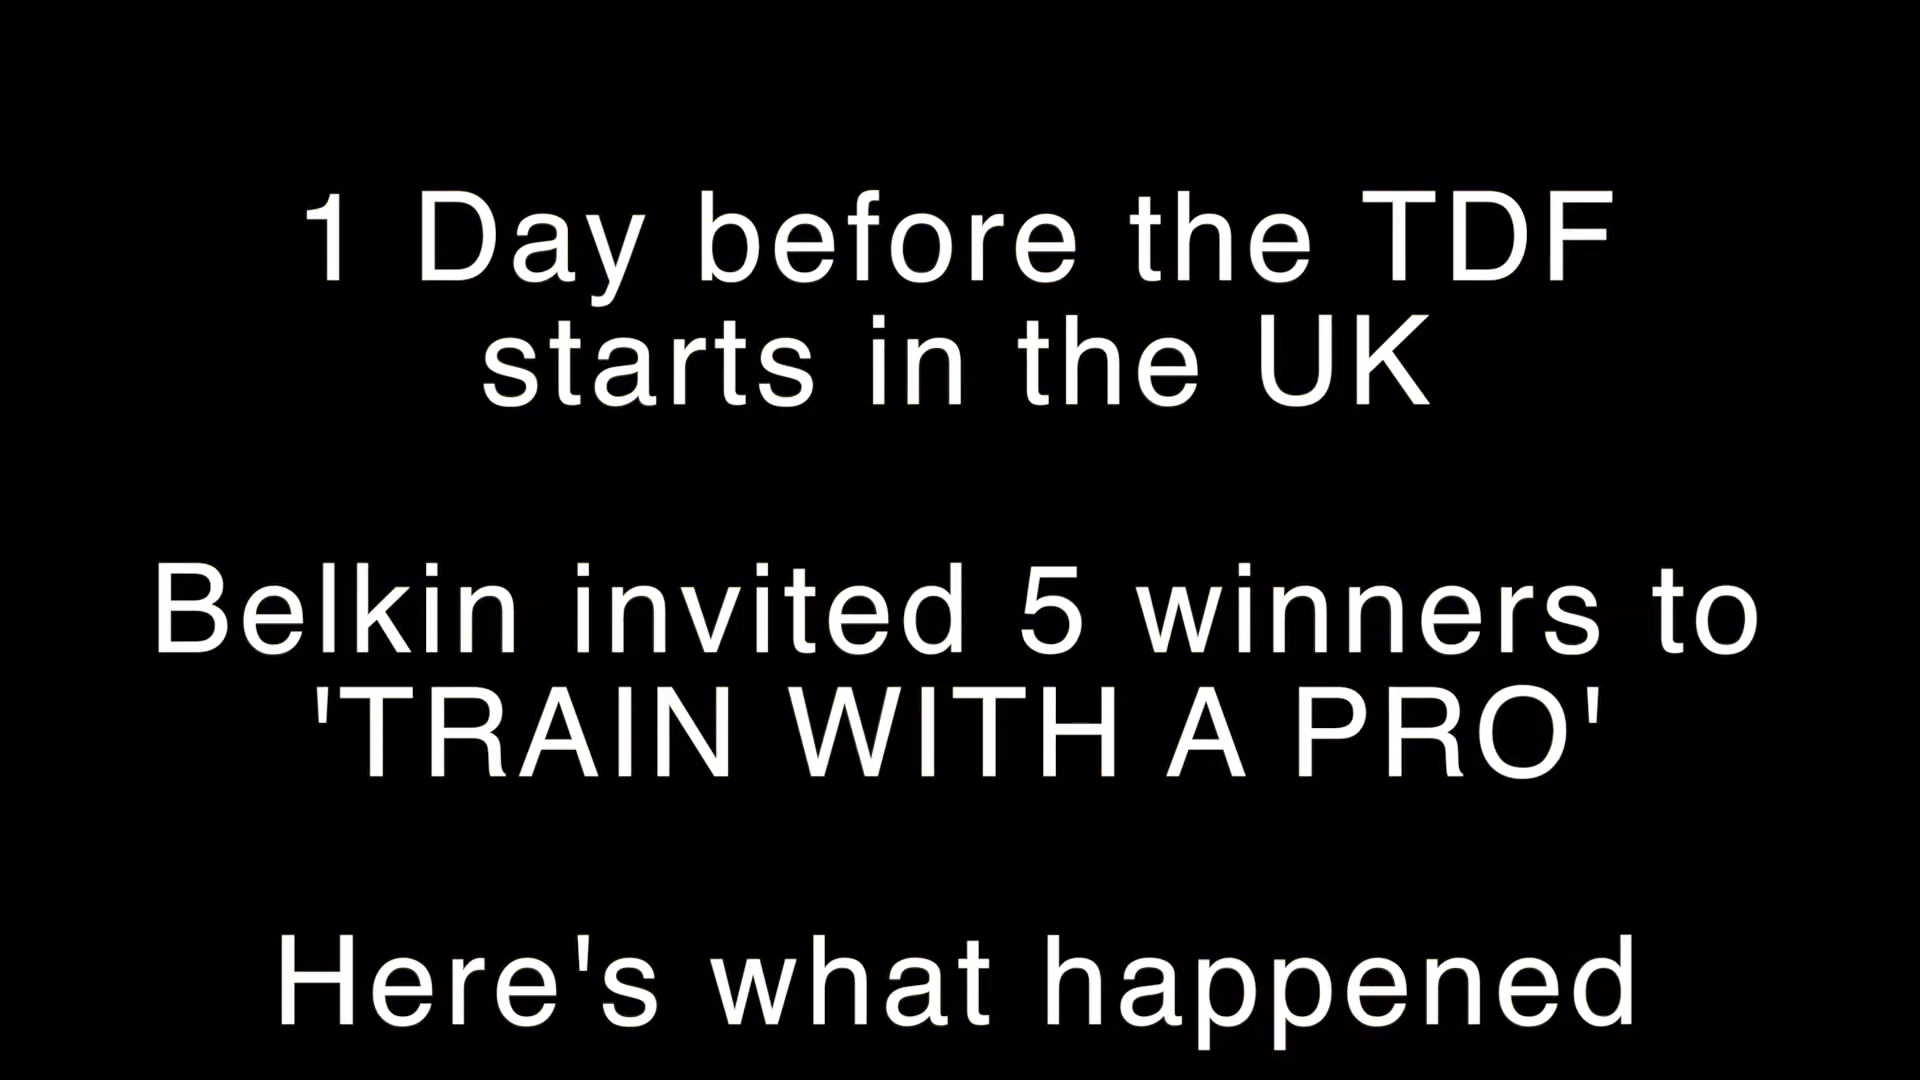 1 Day before the TDF
starts in the UK
Belkin invited 5 winners to
'TRAIN WITH A PRO'
Here's what happened